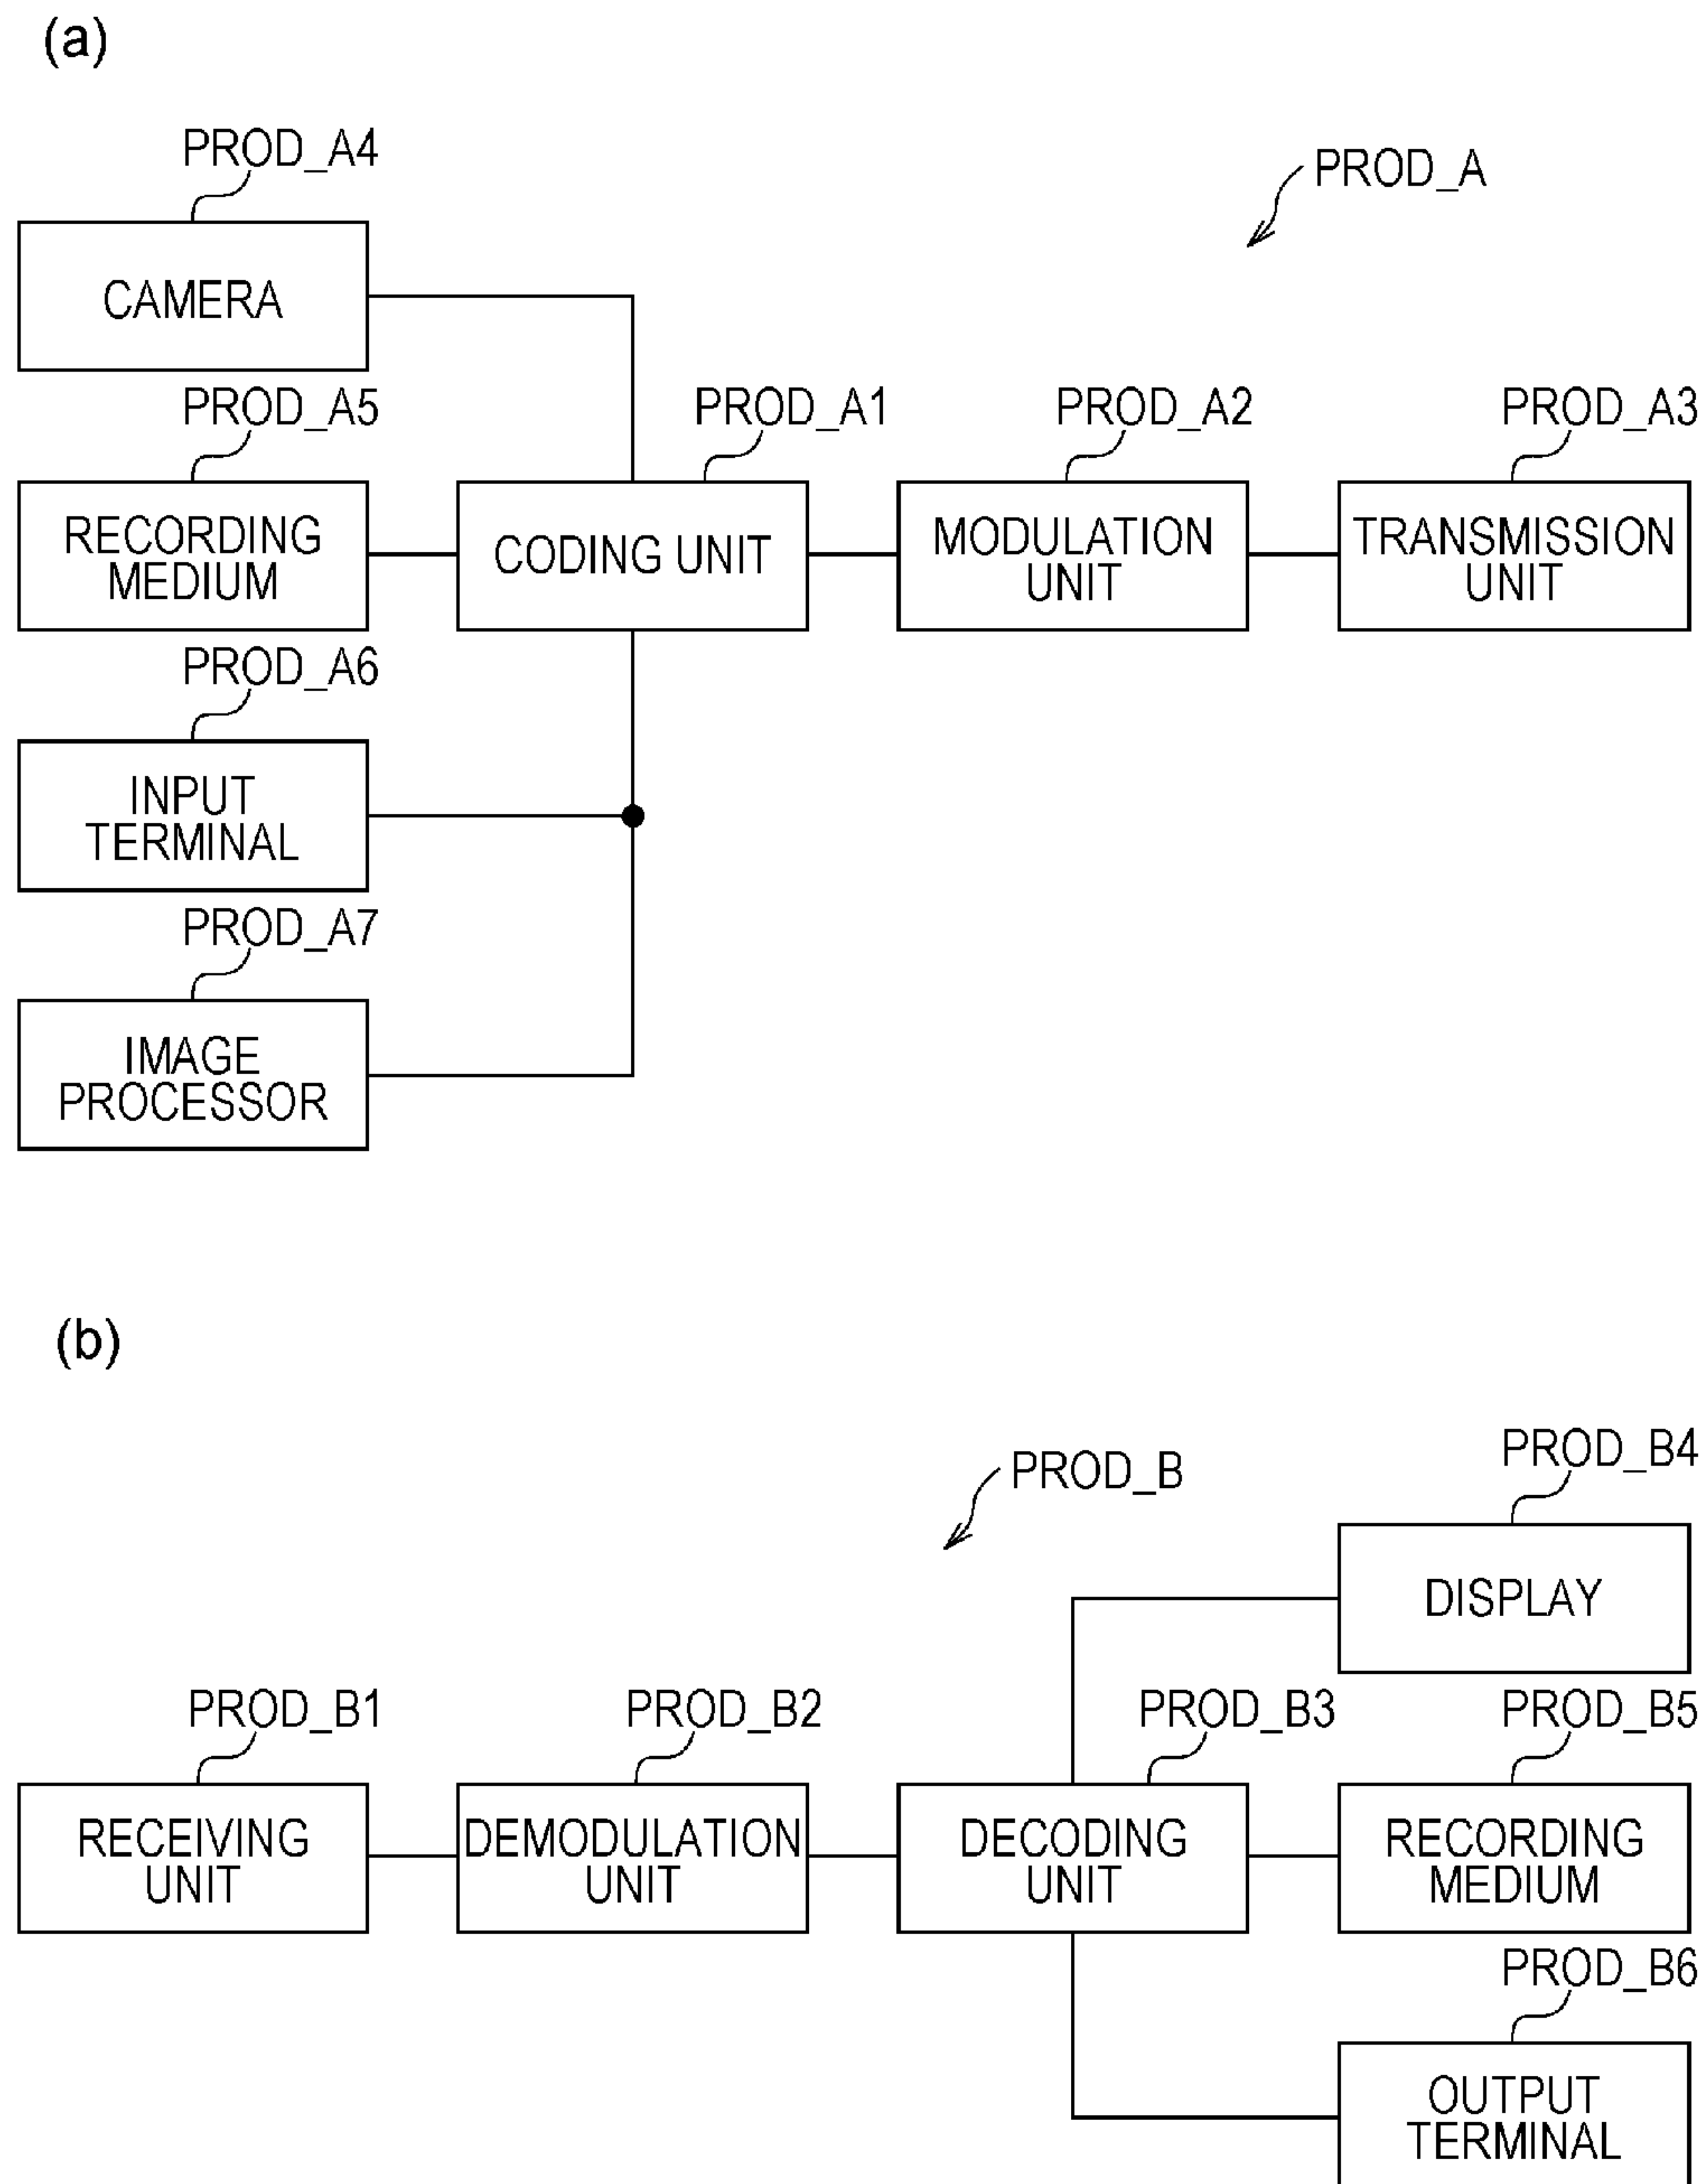 (a)
PROD_A4
PROD_A
CAMERA
PROD_A5
PROD_A1
PROD_A2
PROD_A3
RECORDING
MEDIUM
CODING UNIT
MODULATION
UNIT
TRANSMISSION
UNIT
PROD_A6
INPUT
TERMINAL
PROD_A7
IMAGE
PROCESSOR
(b)
PROD_B4
PROD_B
DISPLAY
PROD_B1
PROD_B2
PROD_B3
PROD_B5
RECEIVING
UNIT
DEMODULATION
UNIT
DECODING
UNIT
RECORDING
MEDIUM
PROD_B6
OUTPUT
TERMINAL